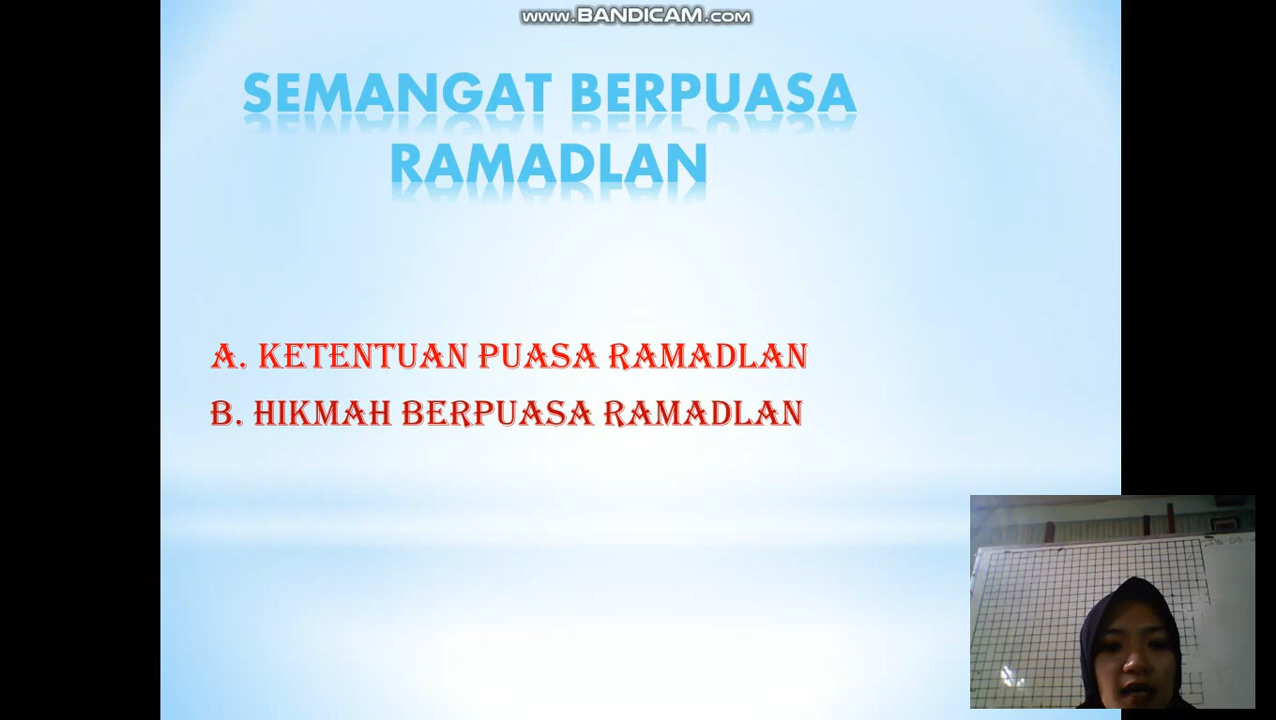 www.BANDICAM.com
SEMANGAT BERPUASA
RAMADLAN
A. KETENTUAN PUASA RAMADLAN
B. HIKMAH BERPUASA RAMADLAN